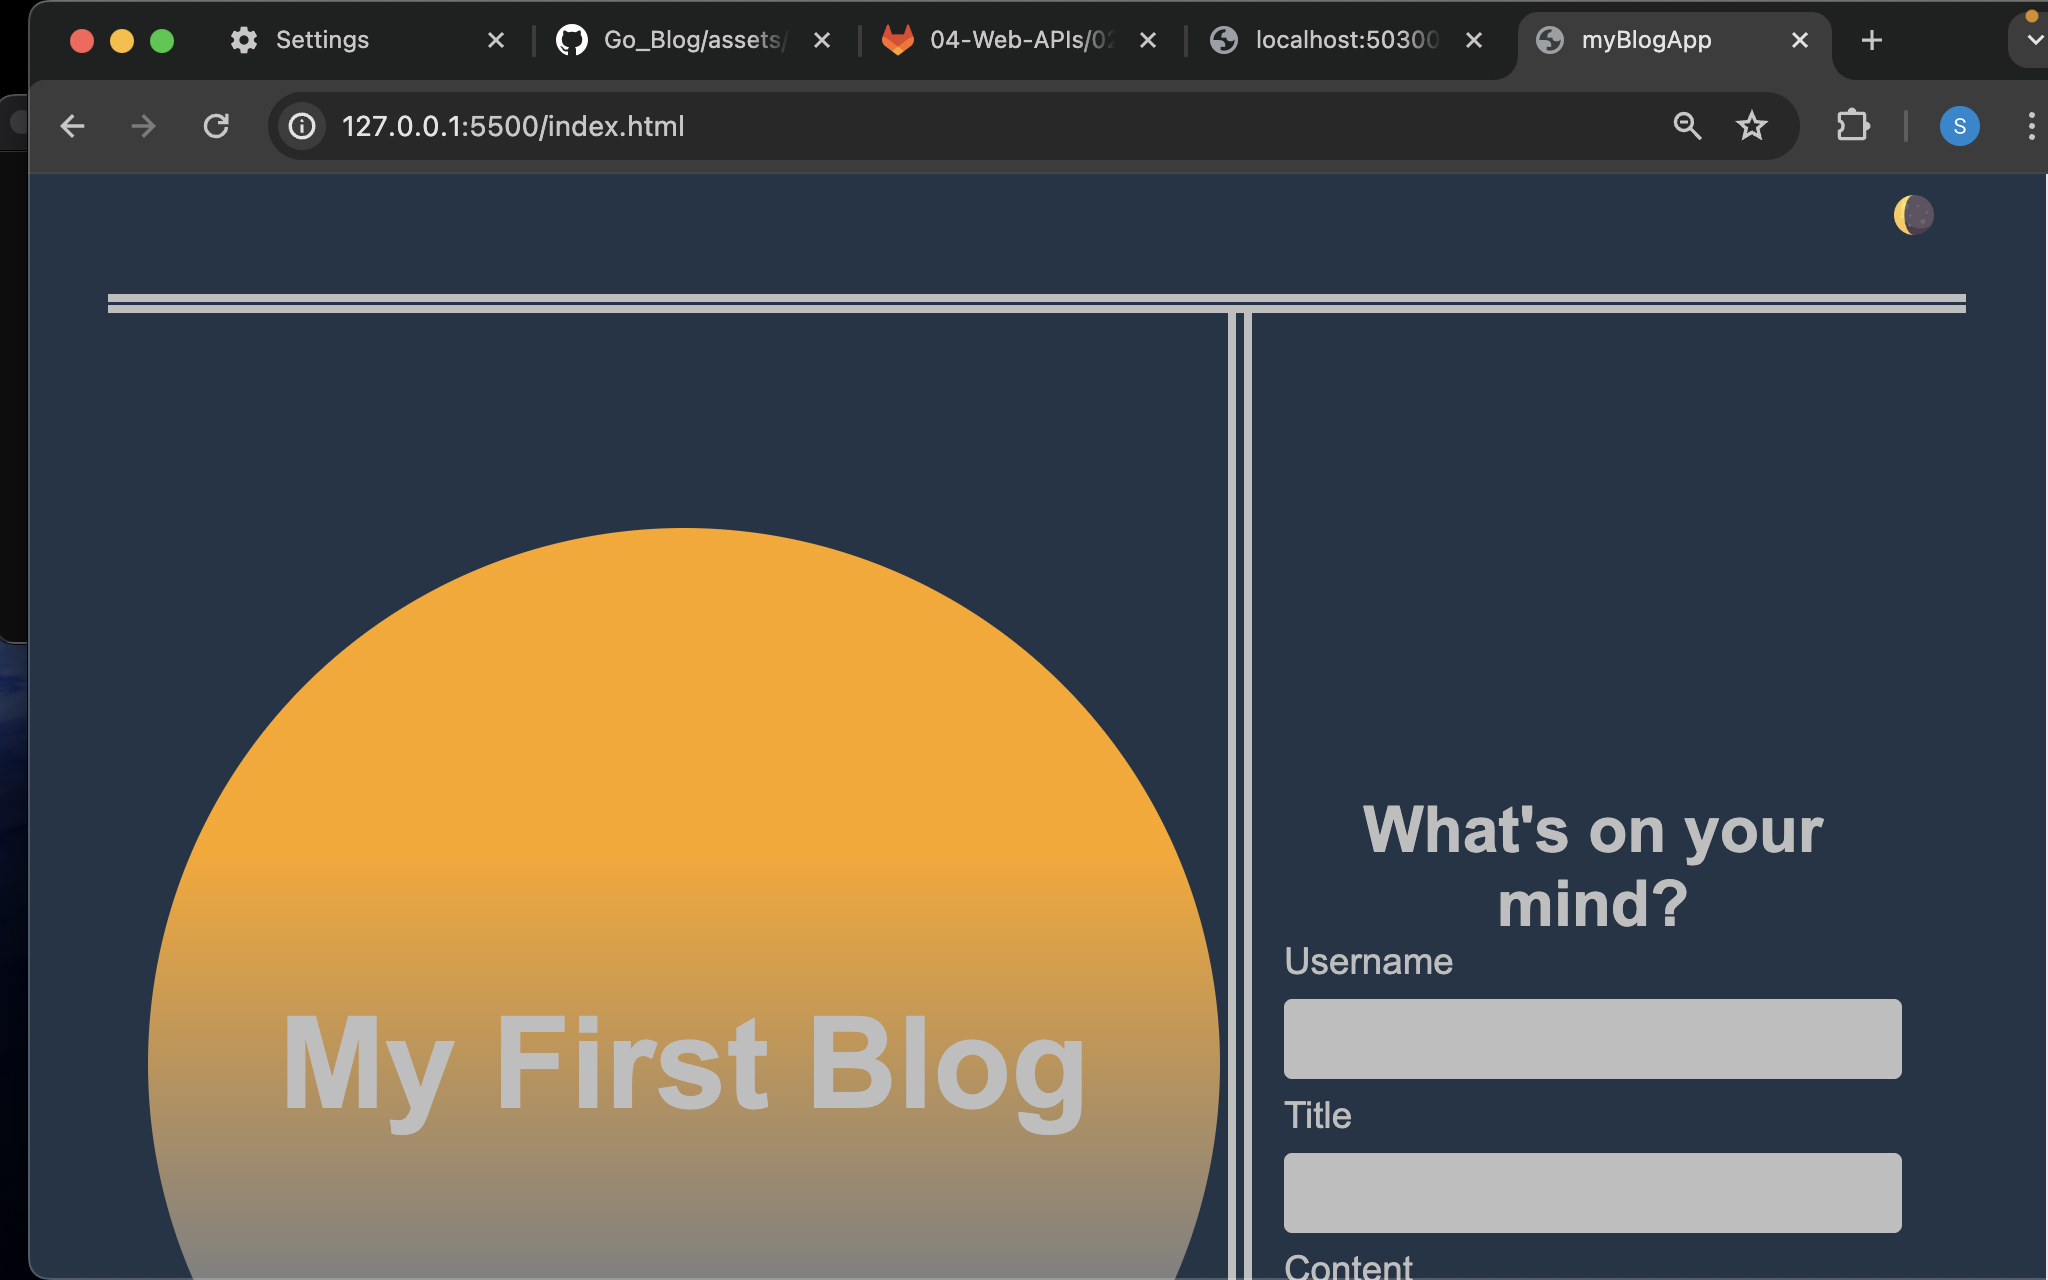 Settings
Go_Blog/assets/
04-Web-APIs/02
localhost:50300
myBlogApp
127.0.0.1:5500/index.html
S
What's on your
mind?
Username
My First Blog
Title
Content